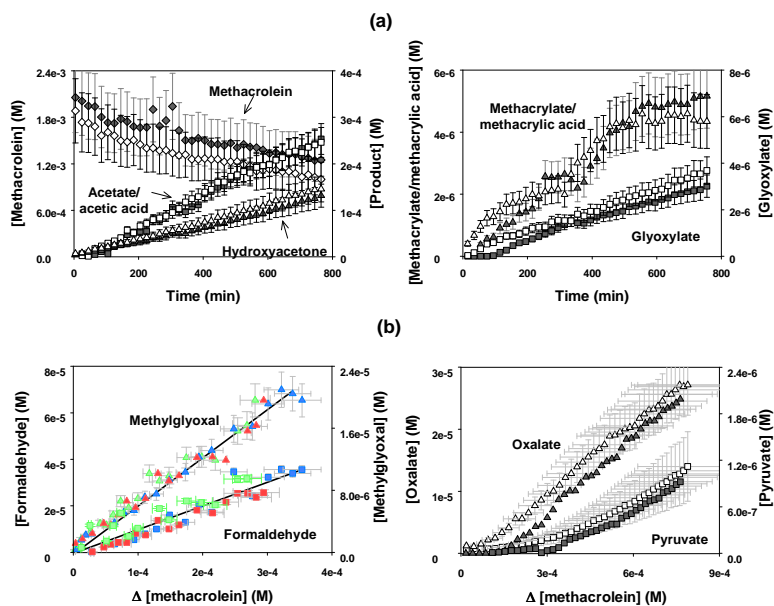 (a)
[Methacrolein] (M)
2.4e-3
1.8e-3
1.2e-3
6.0e-4
0.0
Methacrolein
Acetate/
acetic acid
Hydroxyacetone
4e-4
3e-4
2e-4
1e-4
0
[Product] (M)
0 200 400 600 800
Time (min)
[Methacrylate/methacrylic acid] (M)
6e-6
4e-6
2e-6
0
Methacrylate/
methacrylic acid
Glyoxylate
8e-6
6e-6
4e-6
2e-6
0
[Glyoxylate] (M)
0 200 400 600 800
Time (min)
(b)
[Formaldehyde] (M)
8e-5
6e-5
4e-5
2e-5
0
Methylglyoxal
Formaldehyde
2.4e-5
1.6e-5
8.0e-6
0.0
[Methylglyoxal] (M)
0 1e-4 2e-4 3e-4 4e-4
Δ [methacrolein] (M)
[Oxalate] (M)
3e-5
2e-5
1e-5
0
Oxalate
Pyruvate
2.4e-6
1.8e-6
1.2e-6
6.0e-7
0.0
[Pyruvate] (M)
0 3e-4 6e-4 9e-4
Δ [methacrolein] (M)